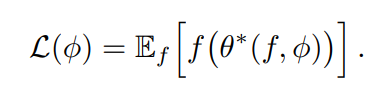 ℒ(ϕ) = 𝔼_f [ f(θ*(f, ϕ)) ] .